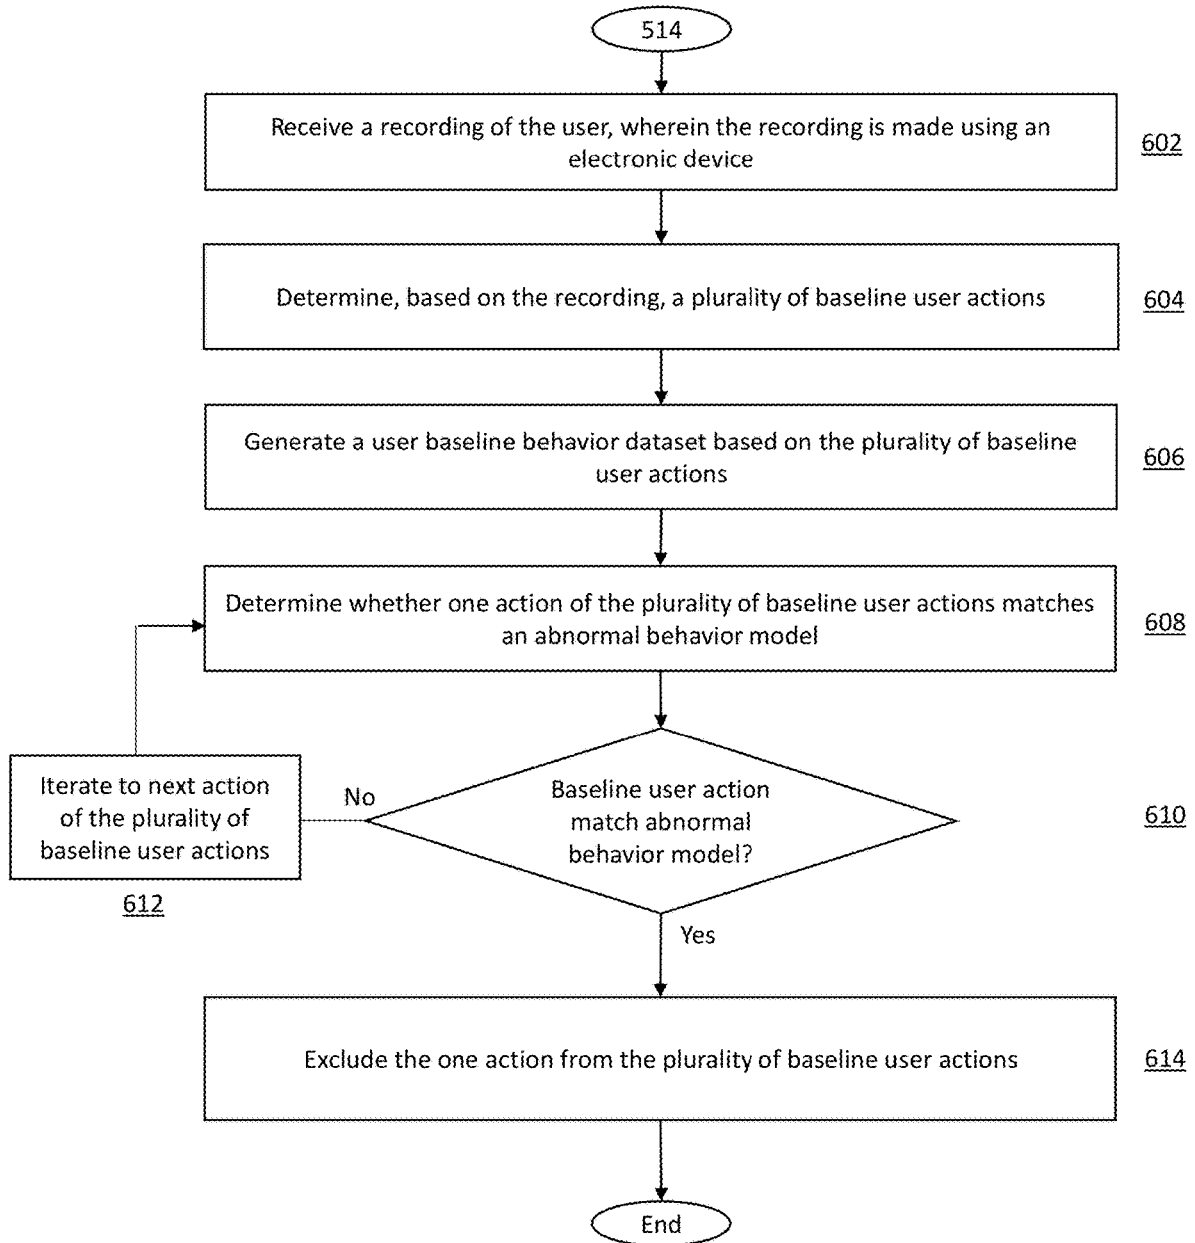 514
Receive a recording of the user, wherein the recording is made using an
electronic device
602
Determine, based on the recording, a plurality of baseline user actions
604
Generate a user baseline behavior dataset based on the plurality of baseline
user actions
606
Determine whether one action of the plurality of baseline user actions matches
an abnormal behavior model
608
Iterate to next action
of the plurality of
baseline user actions
612
No
Baseline user action
match abnormal
behavior model?
610
Yes
Exclude the one action from the plurality of baseline user actions
614
End